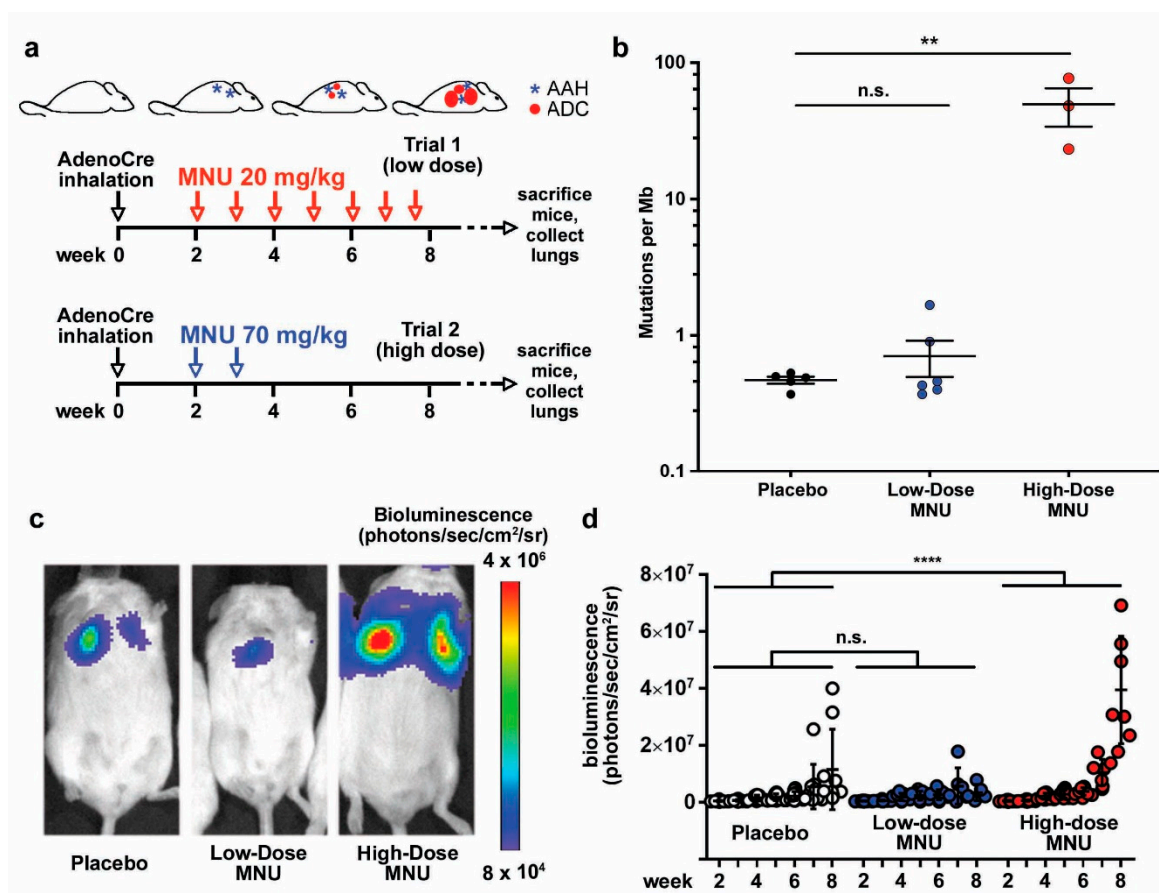 a
* AAH
● ADC
AdenoCre
inhalation
MNU 20 mg/kg
Trial 1
(low dose)
sacrifice
mice,
collect
lungs
week 0 2 4 6 8
AdenoCre
inhalation
MNU 70 mg/kg
Trial 2
(high dose)
sacrifice
mice,
collect
lungs
week 0 2 4 6 8
b
**
n.s.
Mutations per Mb
100
10
1
0.1
Placebo
Low-Dose
MNU
High-Dose
MNU
c
Bioluminescence
(photons/sec/cm²/sr)
4 x 10⁶
8 x 10⁴
Placebo
Low-Dose
MNU
High-Dose
MNU
d
****
n.s.
bioluminescence
(photons/sec/cm²/sr)
8×10⁷
6×10⁷
4×10⁷
2×10⁷
0
Placebo
Low-dose
MNU
High-dose
MNU
week 2 4 6 8 2 4 6 8 2 4 6 8